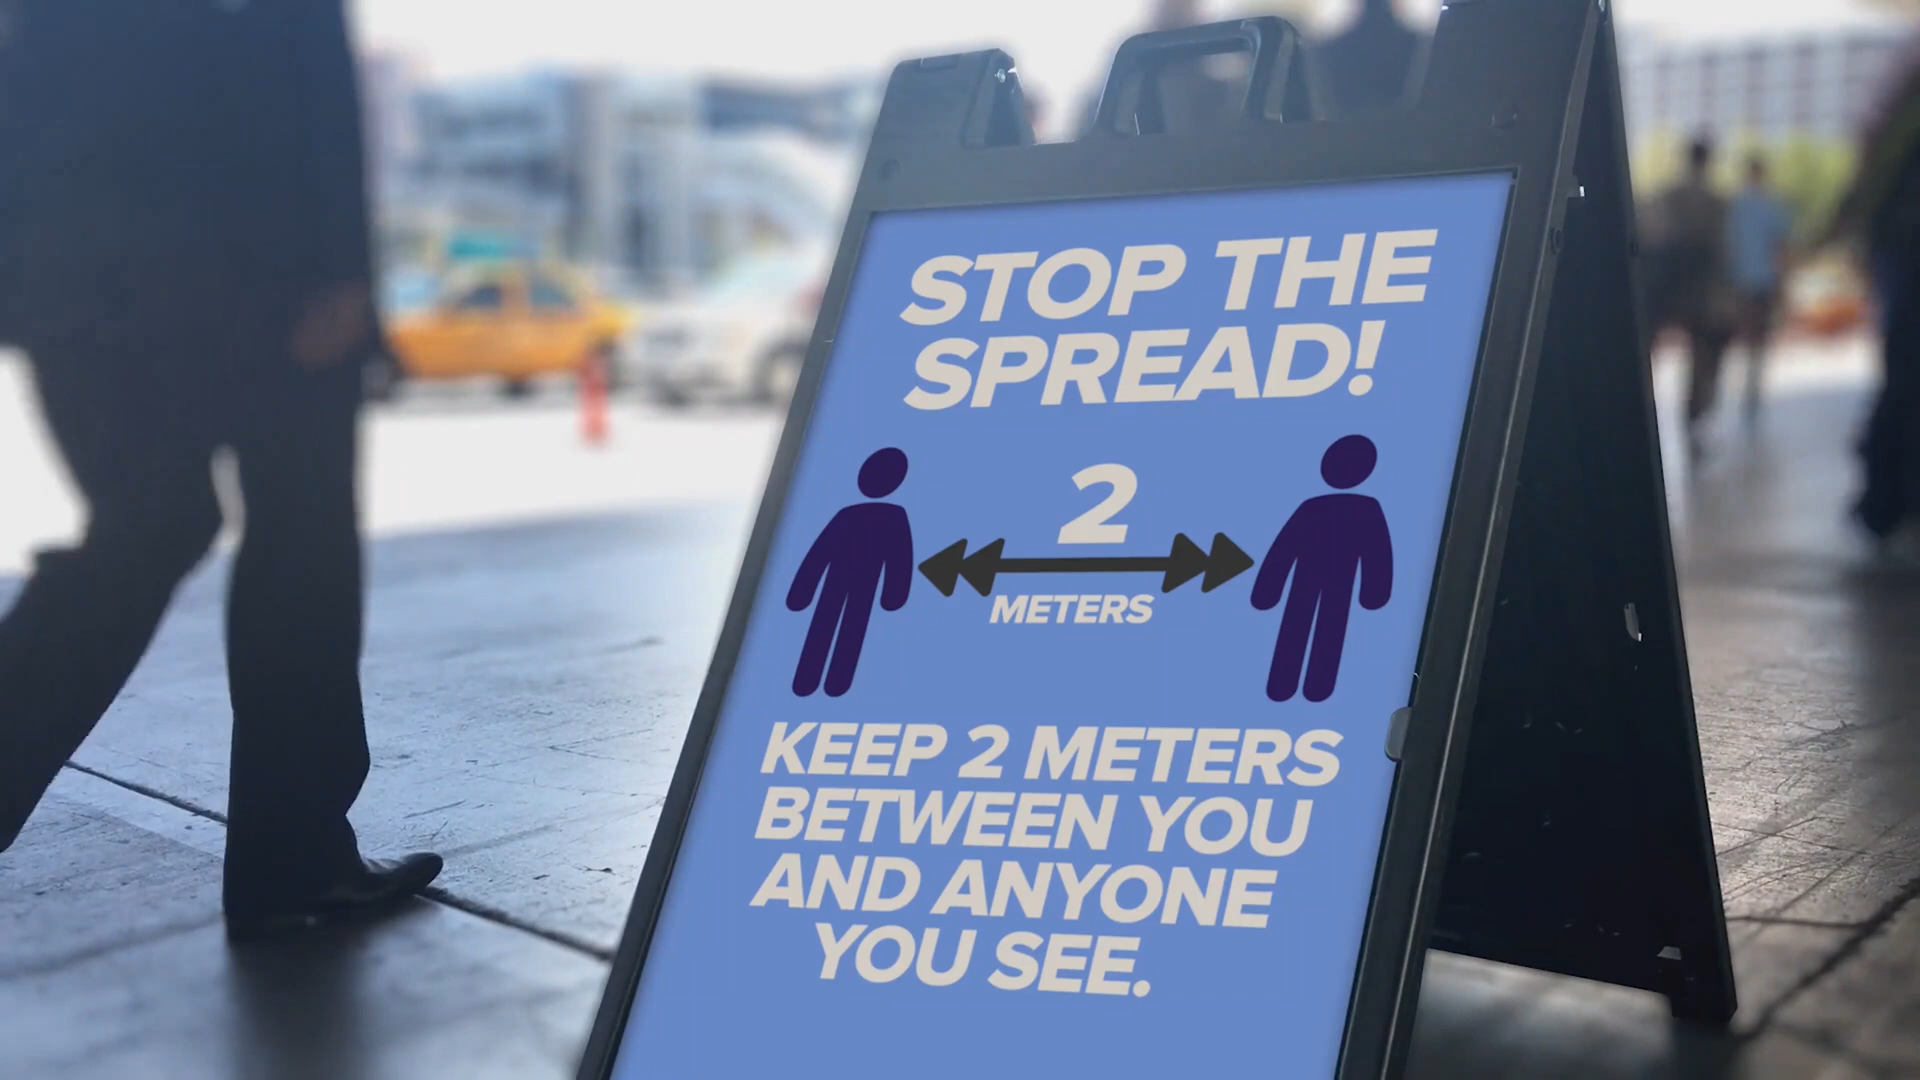 STOP THE
SPREAD!
2
METERS
KEEP 2 METERS
BETWEEN YOU
AND ANYONE
YOU SEE.